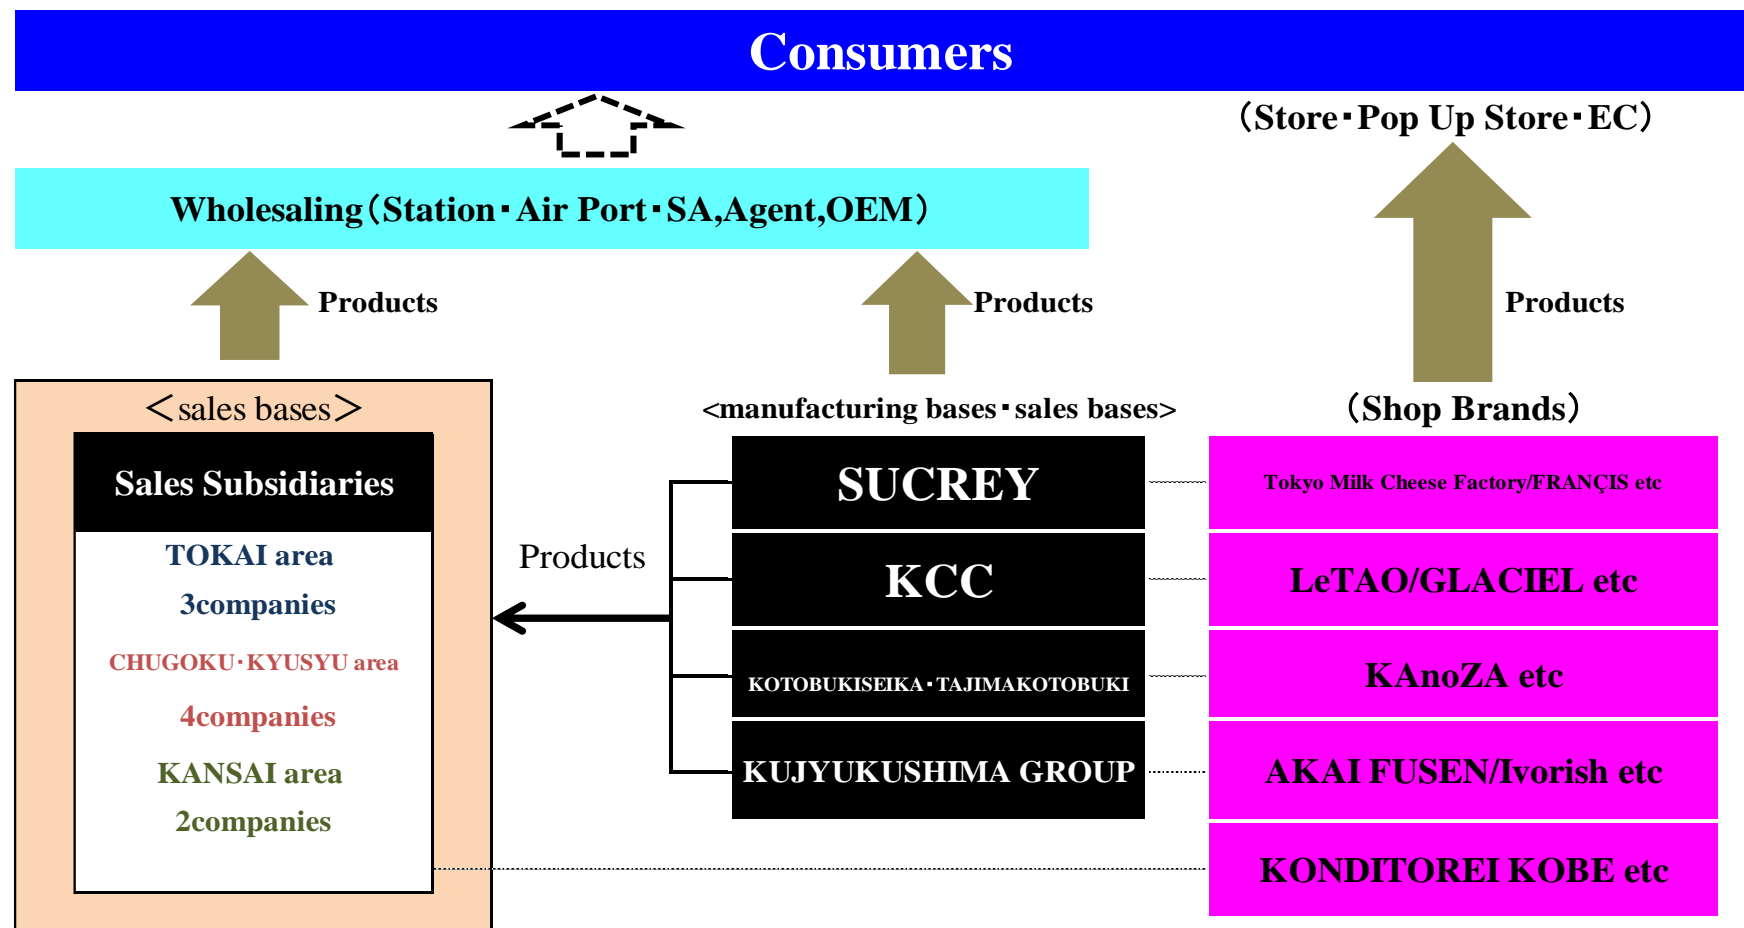 Consumers
（Store・Pop Up Store・EC）
Wholesaling（Station・Air Port・SA,Agent,OEM）
Products
Products
Products
＜sales bases＞
<manufacturing bases・sales bases>
（Shop Brands）
Sales Subsidiaries
TOKAI area
3companies
CHUGOKU・KYUSYU area
4companies
KANSAI area
2companies
Products
SUCREY
KCC
KOTOBUKISEIKA・TAJIMAKOTOBUKI
KUJYUKUSHIMA GROUP
Tokyo Milk Cheese Factory/FRANÇIS etc
LeTAO/GLACIEL etc
KAnoZA etc
AKAI FUSEN/Ivorish etc
KONDITOREI KOBE etc